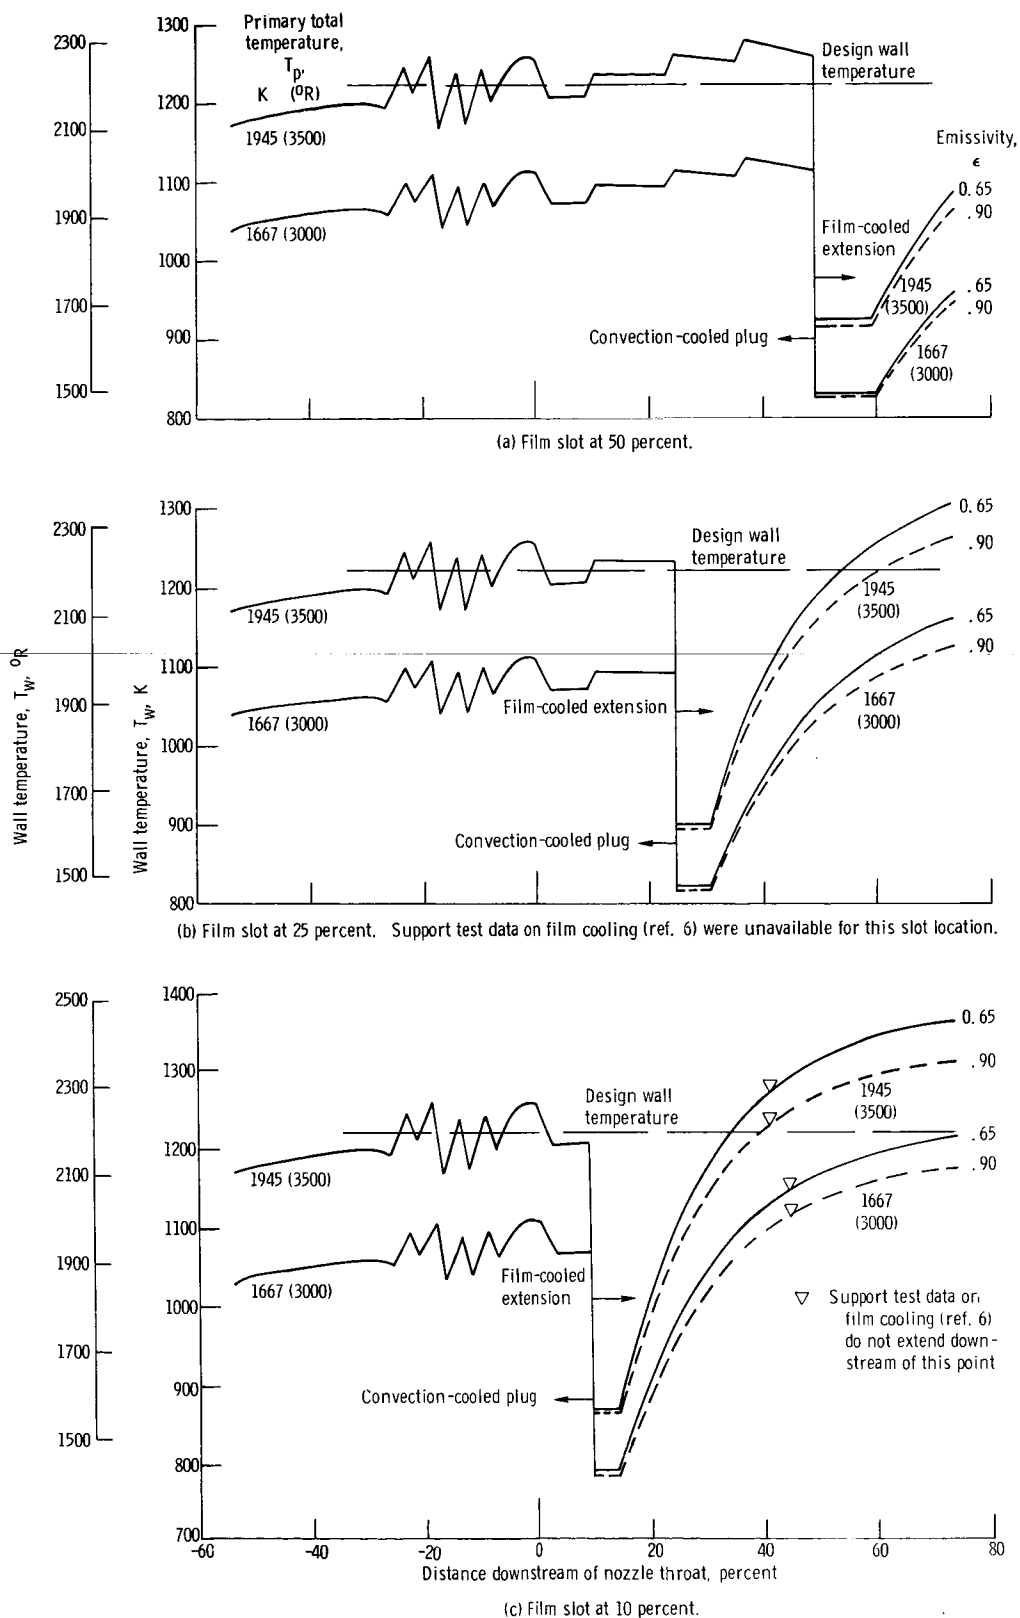 Primary total
temperature,
Tp,
K (°R)
1300
1200
1100
1000
900
800
2300
2100
1900
1700
1500
Design wall
temperature
1945 (3500)
1667 (3000)
Emissivity,
ϵ
0.65
.90
Film-cooled
extension
1945
(3500)
.65
.90
Convection-cooled plug
1667
(3000)
(a) Film slot at 50 percent.
Wall temperature, Tw, °R
Wall temperature, Tw, K
1300
1200
1100
1000
900
800
2300
2100
1900
1700
1500
Design wall
temperature
1945 (3500)
1667 (3000)
0.65
.90
1945
(3500)
.65
.90
1667
(3000)
Film-cooled extension
Convection-cooled plug
(b) Film slot at 25 percent. Support test data on film cooling (ref. 6) were unavailable for this slot location.
1400
1300
1200
1100
1000
900
800
700
2500
2300
2100
1900
1700
1500
Design wall
temperature
1945 (3500)
1667 (3000)
0.65
.90
1945
(3500)
.65
.90
1667
(3000)
Film-cooled
extension
▽ Support test data on
film cooling (ref. 6)
do not extend down-
stream of this point
Convection-cooled plug
-60 -40 -20 0 20 40 60 80
Distance downstream of nozzle throat, percent
(c) Film slot at 10 percent.